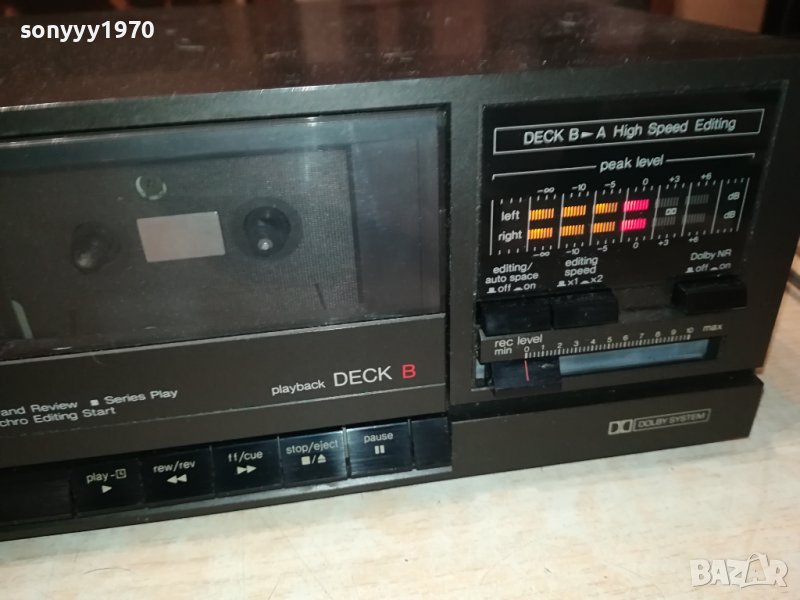 sonyyy1970
DECK B►A High Speed Editing
peak level
-∞ -10 -5 0 +3 +6
left
right
dB
dB
-∞ -10 -5 0 +3 +6
editing/
auto space
off on
editing
speed
x1 x2
Dolby NR
off on
rec level
min 0 1 2 3 4 5 6 7 8 9 10 max
and Review ■ Series Play
chro Editing Start
playback DECK B
play-
rew/rev
ff/cue
stop/eject
pause
DOLBY SYSTEM
BAZAR